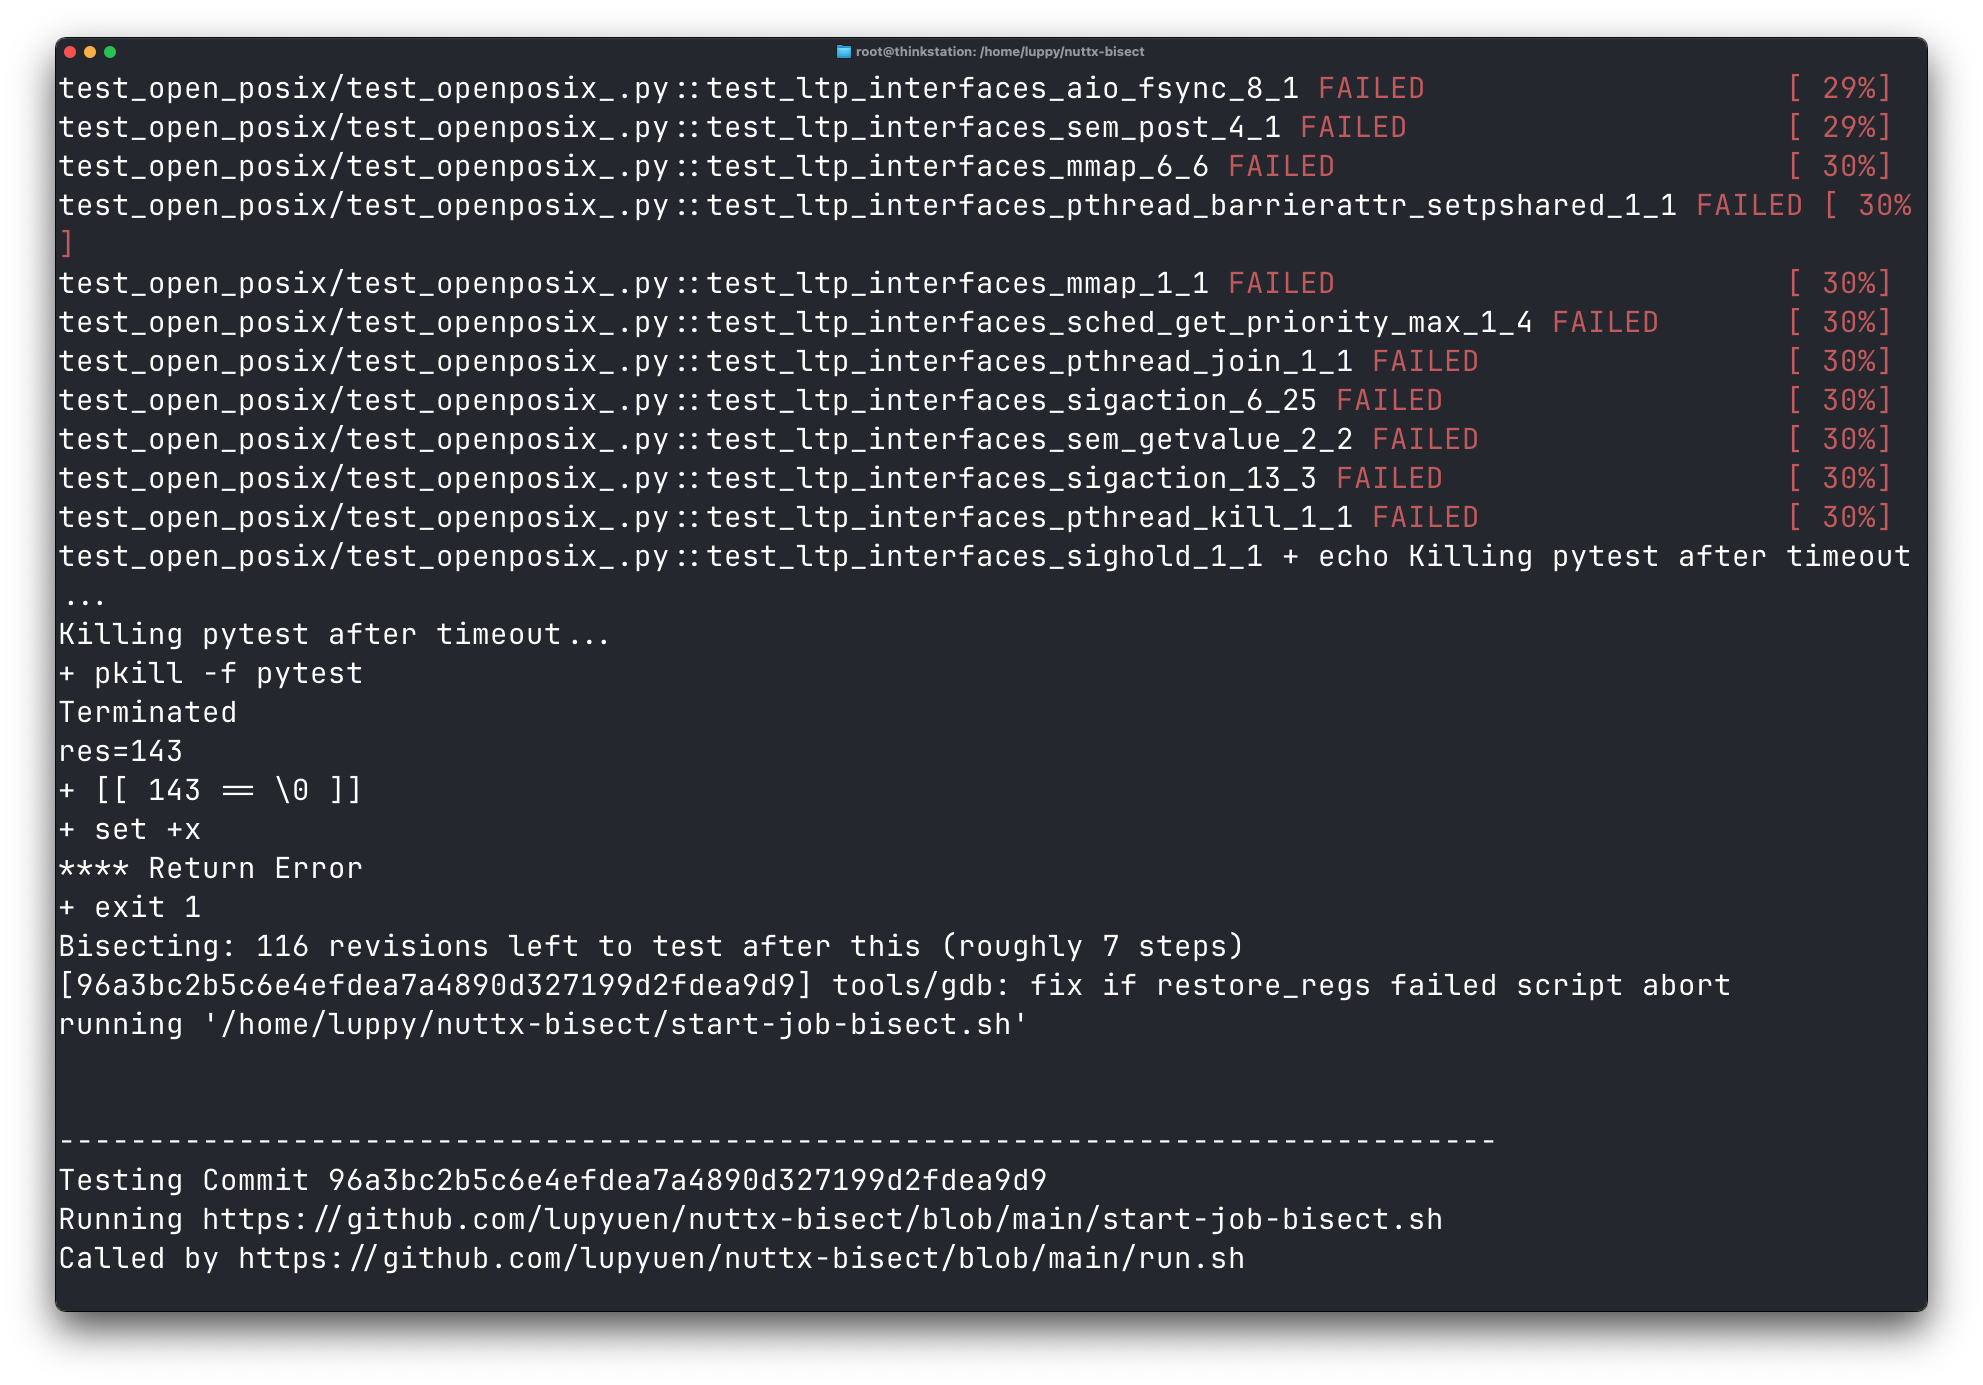 root@thinkstation: /home/luppy/nuttx-bisect
test_open_posix/test_openposix_.py::test_ltp_interfaces_aio_fsync_8_1 FAILED [ 29%]
test_open_posix/test_openposix_.py::test_ltp_interfaces_sem_post_4_1 FAILED [ 29%]
test_open_posix/test_openposix_.py::test_ltp_interfaces_mmap_6_6 FAILED [ 30%]
test_open_posix/test_openposix_.py::test_ltp_interfaces_pthread_barrierattr_setpshared_1_1 FAILED [ 30%
]
test_open_posix/test_openposix_.py::test_ltp_interfaces_mmap_1_1 FAILED [ 30%]
test_open_posix/test_openposix_.py::test_ltp_interfaces_sched_get_priority_max_1_4 FAILED [ 30%]
test_open_posix/test_openposix_.py::test_ltp_interfaces_pthread_join_1_1 FAILED [ 30%]
test_open_posix/test_openposix_.py::test_ltp_interfaces_sigaction_6_25 FAILED [ 30%]
test_open_posix/test_openposix_.py::test_ltp_interfaces_sem_getvalue_2_2 FAILED [ 30%]
test_open_posix/test_openposix_.py::test_ltp_interfaces_sigaction_13_3 FAILED [ 30%]
test_open_posix/test_openposix_.py::test_ltp_interfaces_pthread_kill_1_1 FAILED [ 30%]
test_open_posix/test_openposix_.py::test_ltp_interfaces_sighold_1_1 + echo Killing pytest after timeout
...
Killing pytest after timeout...
+ pkill -f pytest
Terminated
res=143
+ [[ 143 == \0 ]]
+ set +x
**** Return Error
+ exit 1
Bisecting: 116 revisions left to test after this (roughly 7 steps)
[96a3bc2b5c6e4efdea7a4890d327199d2fdea9d9] tools/gdb: fix if restore_regs failed script abort
running '/home/luppy/nuttx-bisect/start-job-bisect.sh'
--------------------------------------------------------------------------------
Testing Commit 96a3bc2b5c6e4efdea7a4890d327199d2fdea9d9
Running https://github.com/lupyuen/nuttx-bisect/blob/main/start-job-bisect.sh
Called by https://github.com/lupyuen/nuttx-bisect/blob/main/run.sh